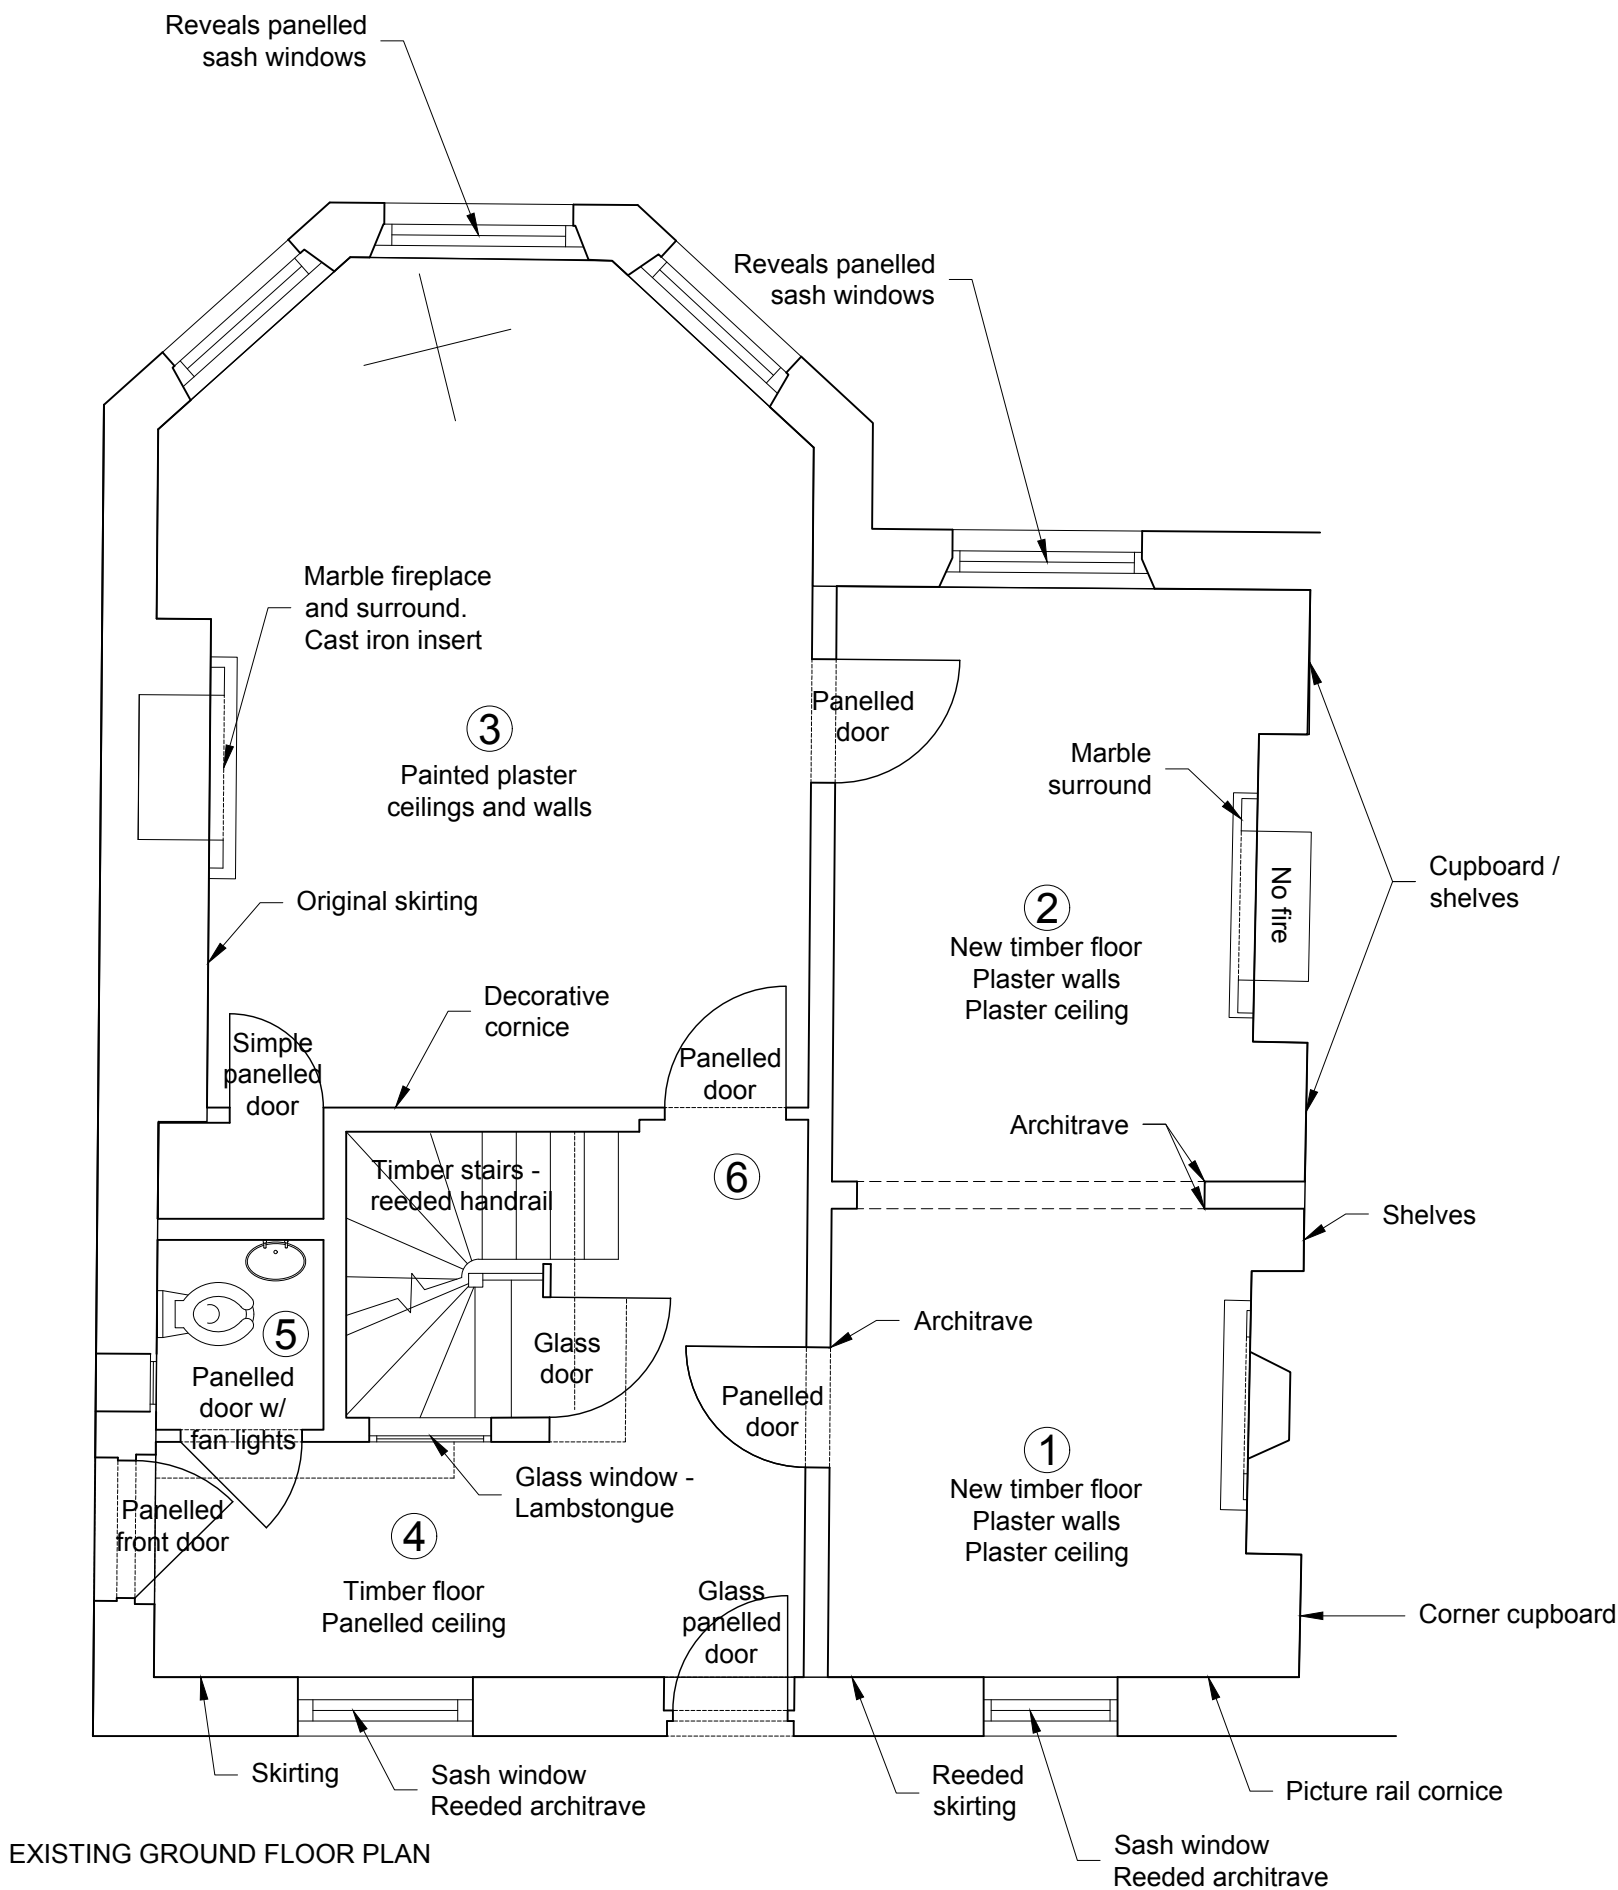 Reveals panelled
sash windows
Reveals panelled
sash windows
Marble fireplace
and surround.
Cast iron insert
3
Painted plaster
ceilings and walls
Panelled
door
Marble
surround
No fire
Cupboard /
shelves
Original skirting
2
New timber floor
Plaster walls
Plaster ceiling
Decorative
cornice
Simple
panelled
door
Panelled
door
Architrave
Timber stairs -
reeded handrail
6
Shelves
5
Panelled
door w/
fan lights
Glass
door
Architrave
Panelled
door
1
New timber floor
Plaster walls
Plaster ceiling
Glass window -
Lambstongue
Panelled
front door
4
Timber floor
Panelled ceiling
Glass
panelled
door
Corner cupboard
Skirting
Sash window
Reeded architrave
Reeded
skirting
Picture rail cornice
Sash window
Reeded architrave
EXISTING GROUND FLOOR PLAN